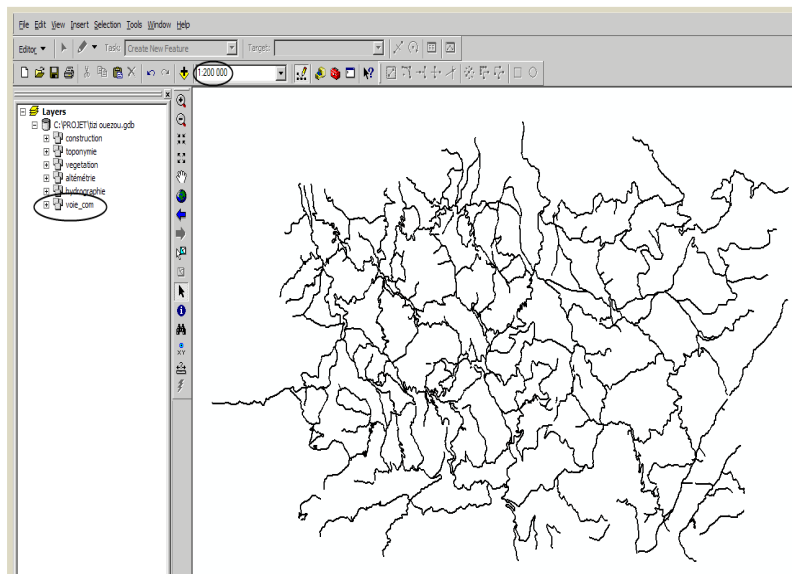 File Edit View Insert Selection Tools Window Help
Editor Task: Create New Feature Target:
1:200 000
Layers
C:\PROJET\tizi ouezou.gdb
construction
toponymie
vegetation
altémétrie
hydrographie
voie_com
XY